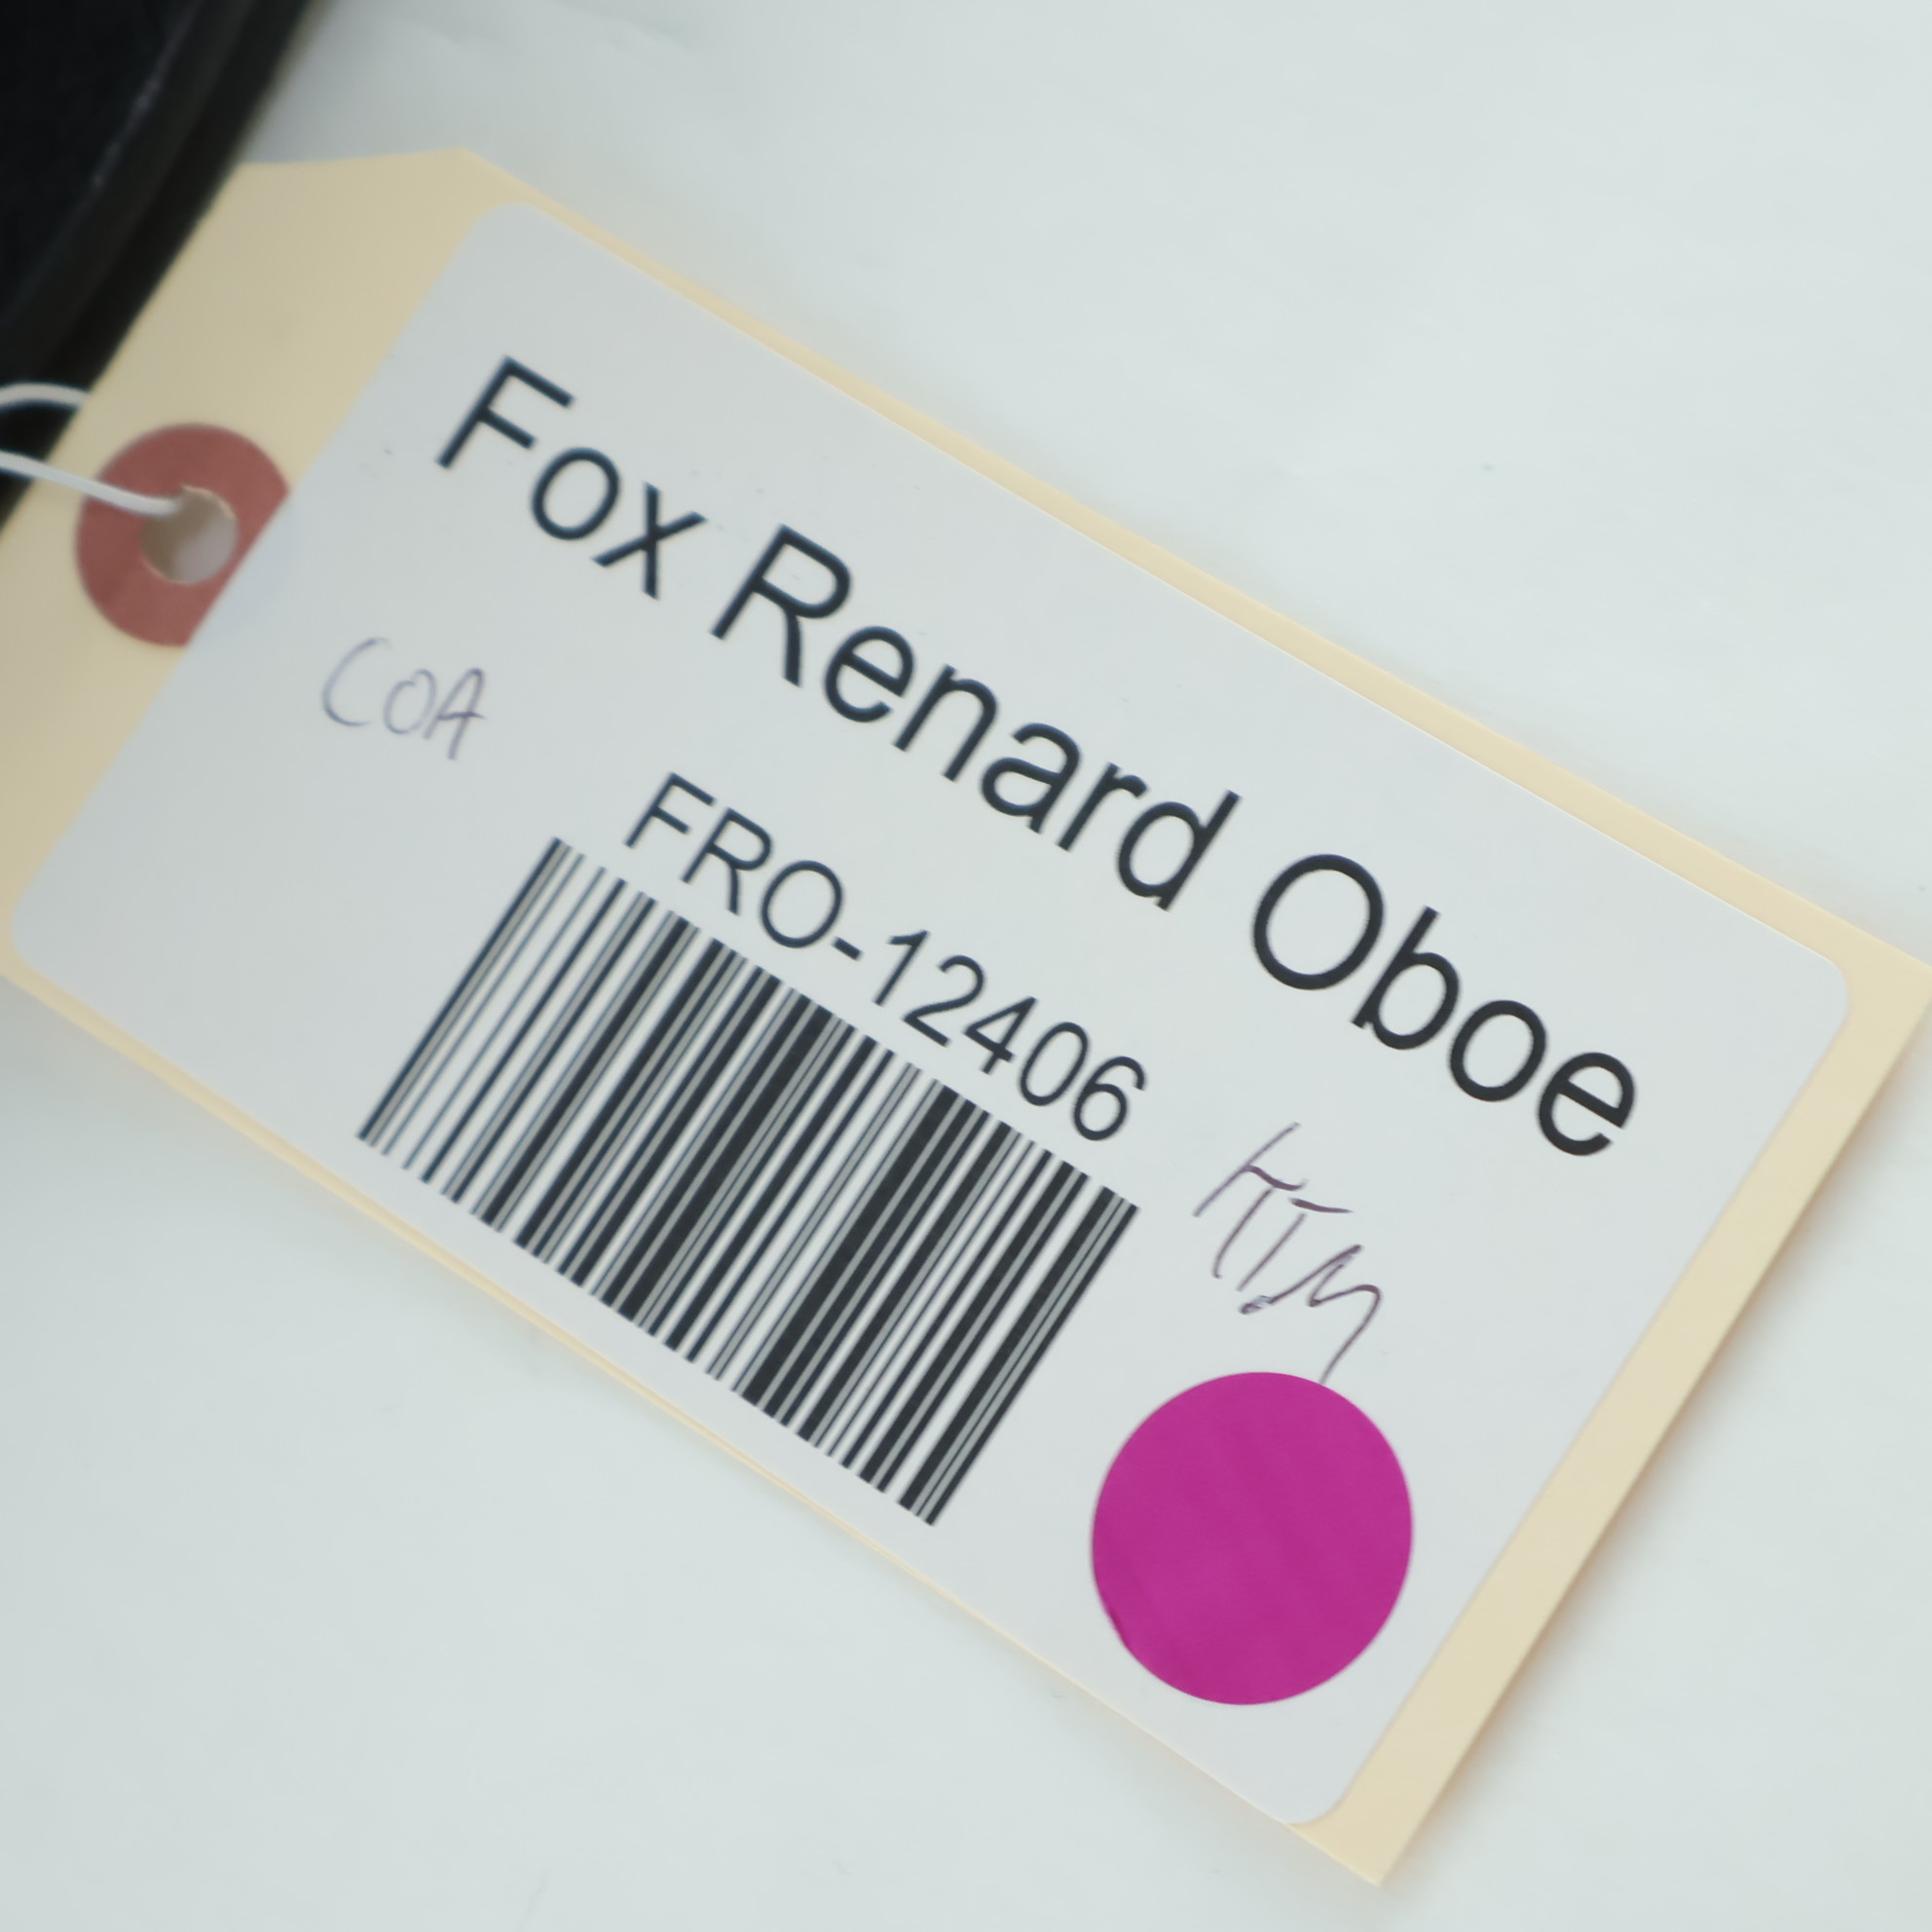 Fox Renard Oboe
COA
FRO-12406